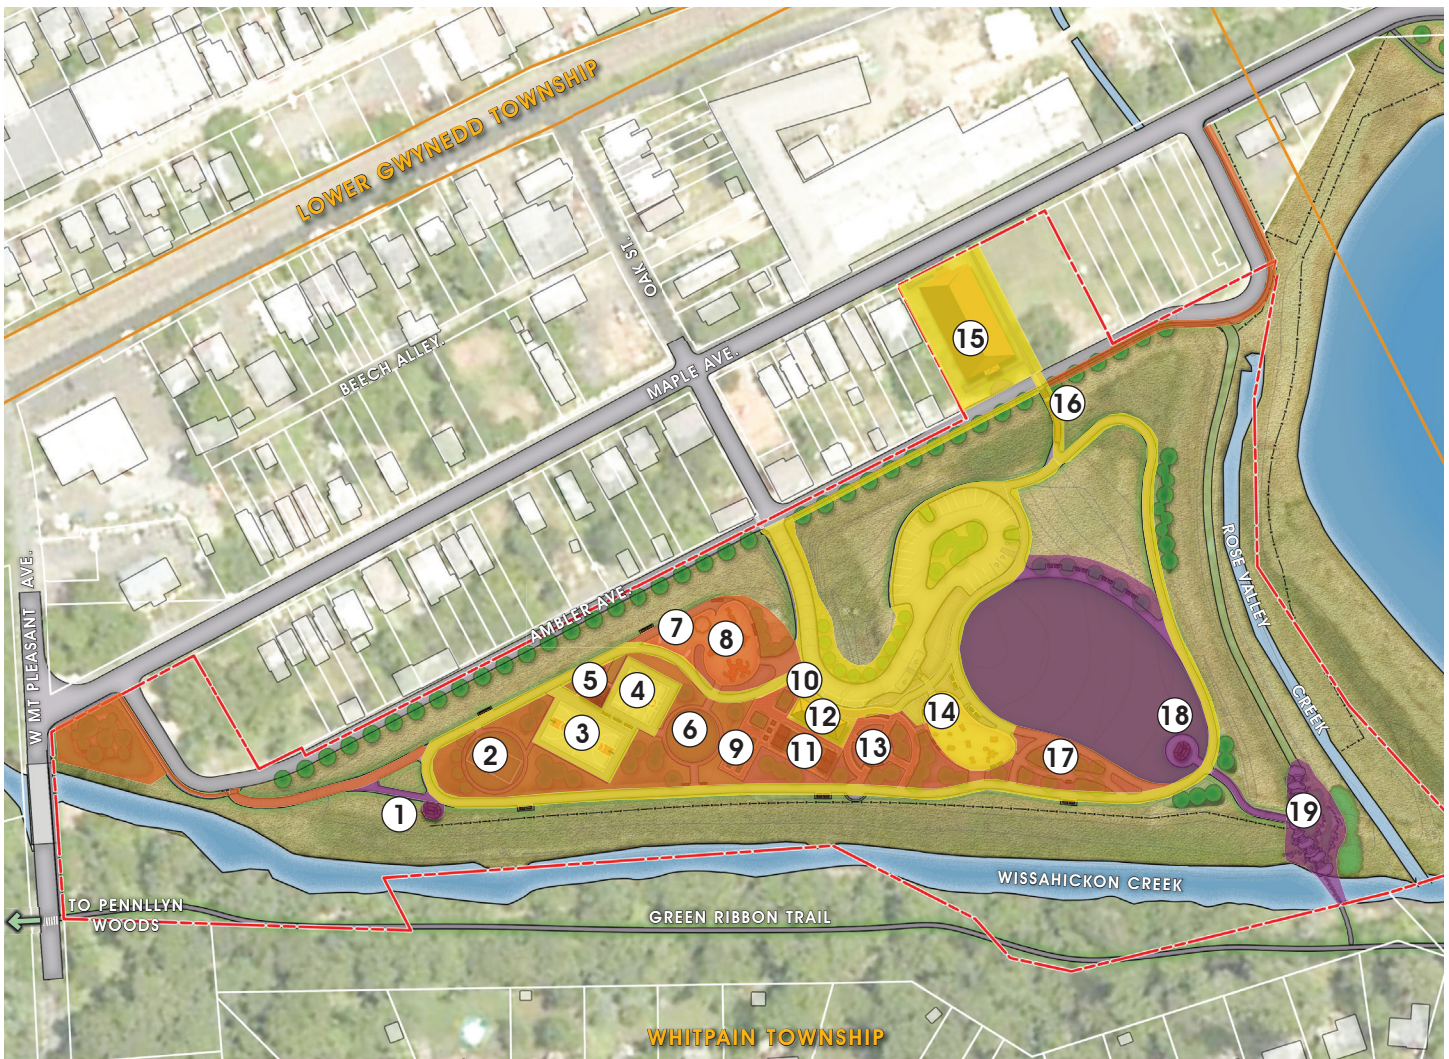 LOWER GWYNEDD TOWNSHIP
OAK ST.
BEECH ALLEY.
MAPLE AVE.
15
16
W MT PLEASANT AVE.
AMBLER AVE.
ROSE VALLEY
CREEK
7
8
5
4
10
3
6
12
14
18
2
9
11
13
17
1
19
WISSAHICKON CREEK
TO PENNLLYN
WOODS
GREEN RIBBON TRAIL
WHITPAIN TOWNSHIP